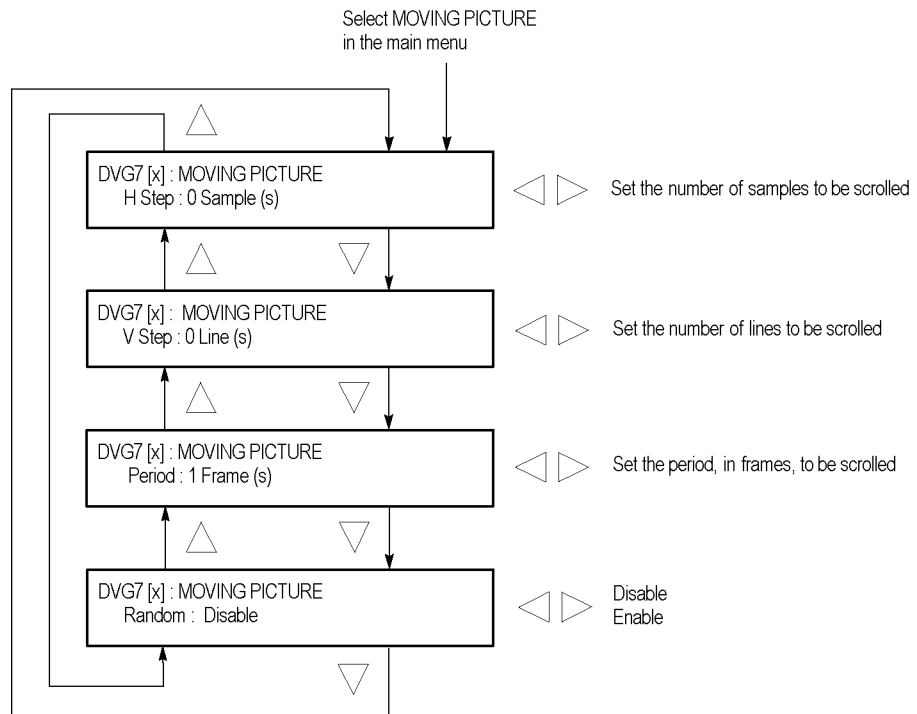 Select MOVING PICTURE
in the main menu
DVG7 [x] : MOVING PICTURE
H Step : 0 Sample (s)
Set the number of samples to be scrolled
DVG7 [x] :  MOVING PICTURE
V Step : 0 Line (s)
Set the number of lines to be scrolled
DVG7 [x] : MOVING PICTURE
Period : 1 Frame (s)
Set the period, in frames, to be scrolled
DVG7 [x] : MOVING PICTURE
Random :  Disable
Disable
Enable